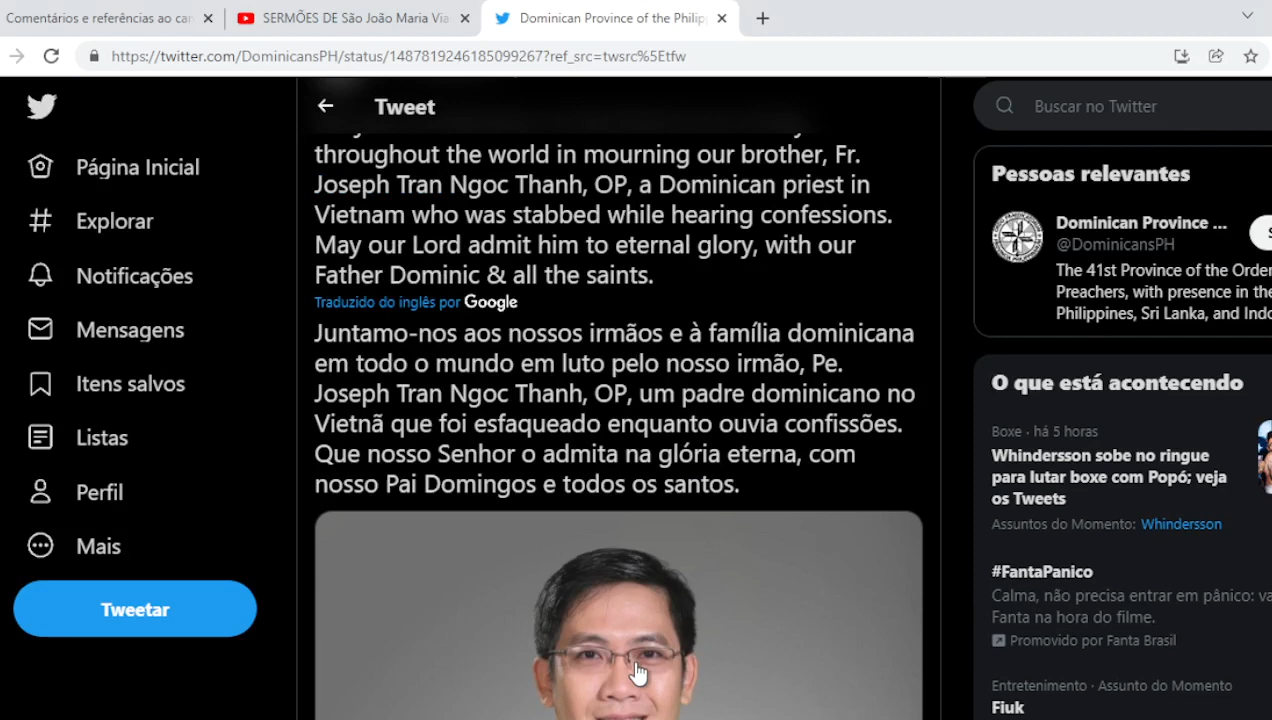 Comentários e referências ao can
SERMÕES DE São João Maria Via
Dominican Province of the Philip
https://twitter.com/DominicansPH/status/1487819246185099267?ref_src=twsrc%5Etfw
Tweet
Buscar no Twitter
Página Inicial
Explorar
Notificações
Mensagens
Itens salvos
Listas
Perfil
Mais
Tweetar
throughout the world in mourning our brother, Fr.
Joseph Tran Ngoc Thanh, OP, a Dominican priest in
Vietnam who was stabbed while hearing confessions.
May our Lord admit him to eternal glory, with our
Father Dominic & all the saints.
Traduzido do inglês por Google
Juntamo-nos aos nossos irmãos e à família dominicana
em todo o mundo em luto pelo nosso irmão, Pe.
Joseph Tran Ngoc Thanh, OP, um padre dominicano no
Vietnã que foi esfaqueado enquanto ouvia confissões.
Que nosso Senhor o admita na glória eterna, com
nosso Pai Domingos e todos os santos.
Pessoas relevantes
Dominican Province ...
@DominicansPH
The 41st Province of the Order
Preachers, with presence in the
Philippines, Sri Lanka, and Indo
O que está acontecendo
Boxe · há 5 horas
Whindersson sobe no ringue
para lutar boxe com Popó; veja
os Tweets
Assuntos do Momento: Whindersson
#FantaPanico
Calma, não precisa entrar em pânico: va
Fanta na hora do filme.
Promovido por Fanta Brasil
Entretenimento · Assunto do Momento
Fiuk